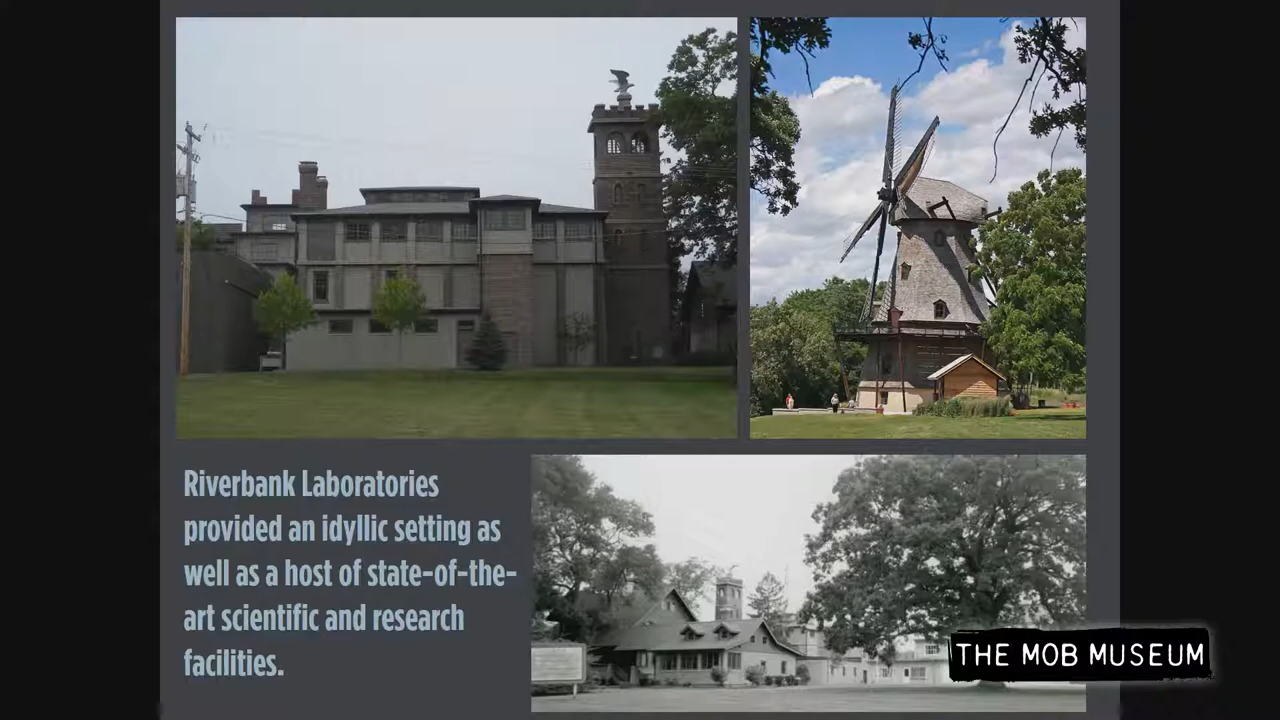 Riverbank Laboratories
provided an idyllic setting as
well as a host of state-of-the-
art scientific and research
facilities.
THE MOB MUSEUM